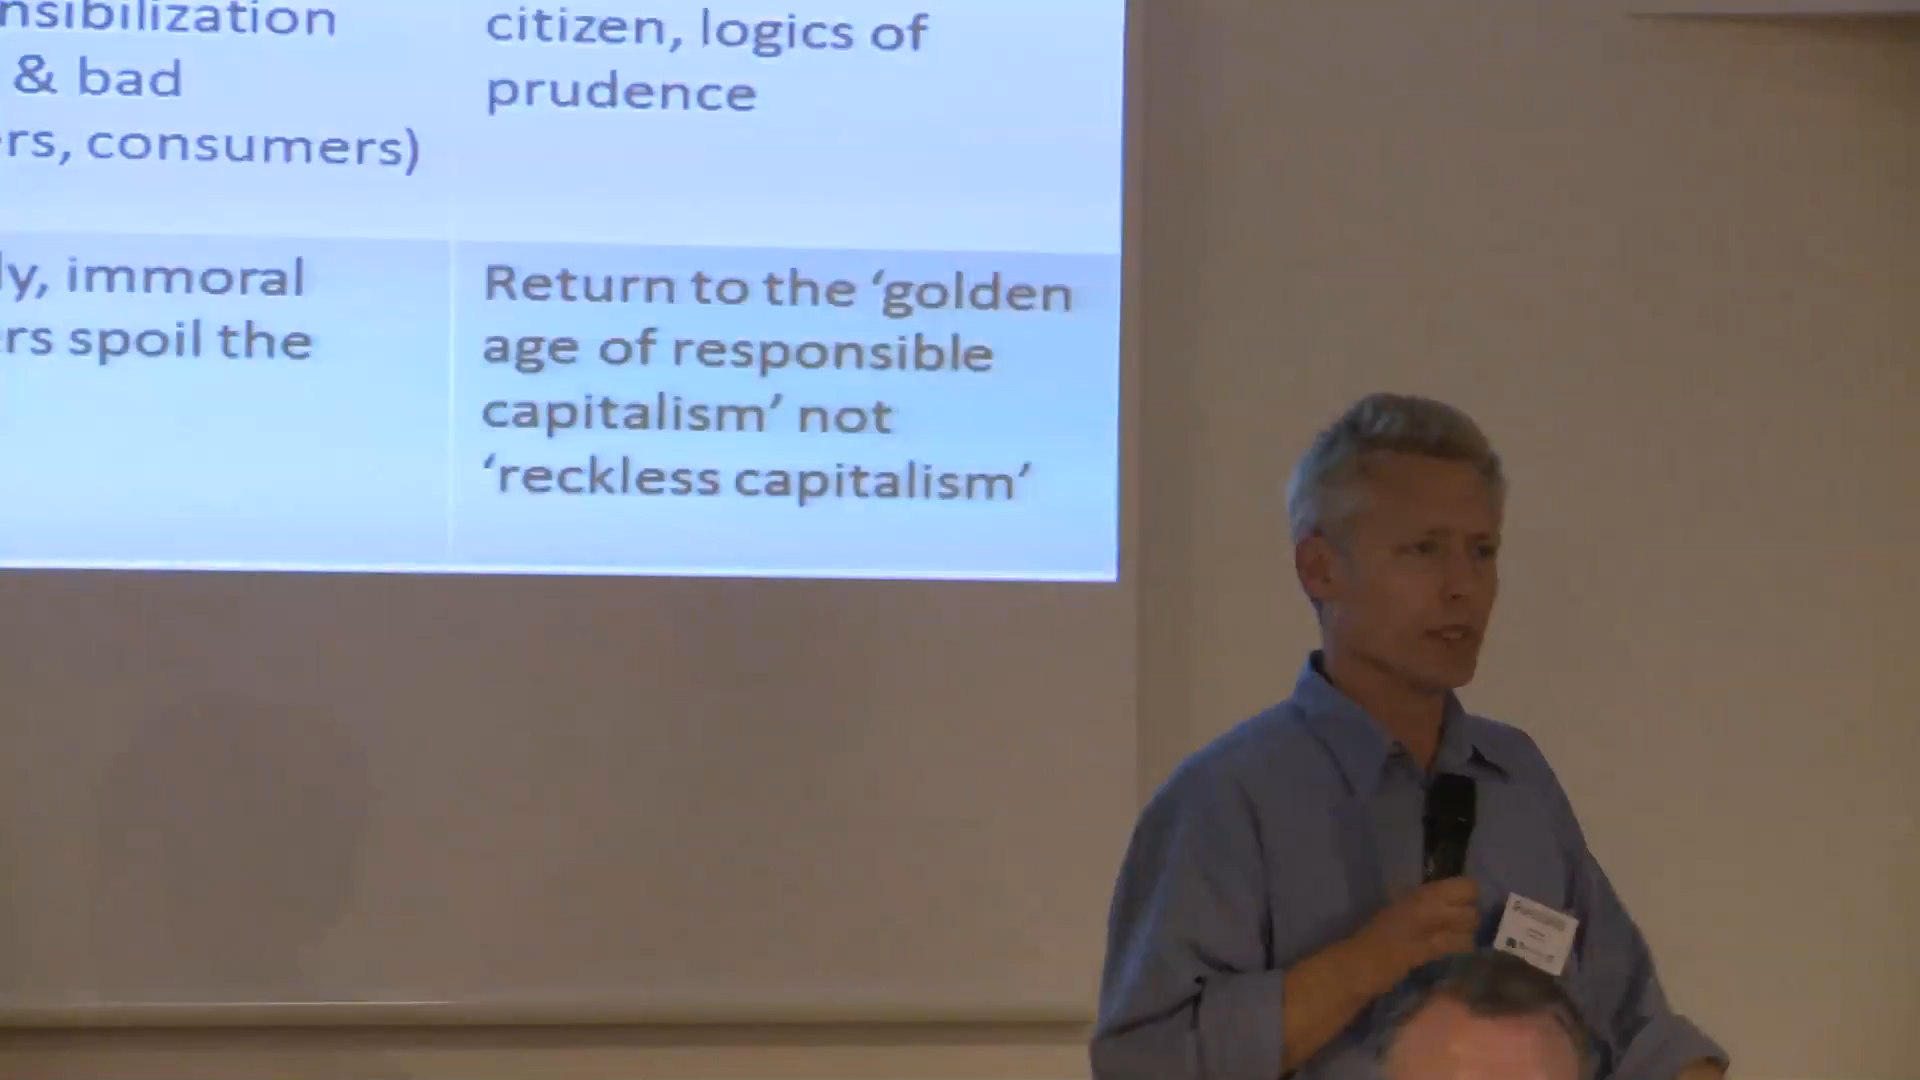 nsibilization
& bad
rs, consumers)
citizen, logics of
prudence
ly, immoral
rs spoil the
Return to the ‘golden
age of responsible
capitalism’ not
‘reckless capitalism’